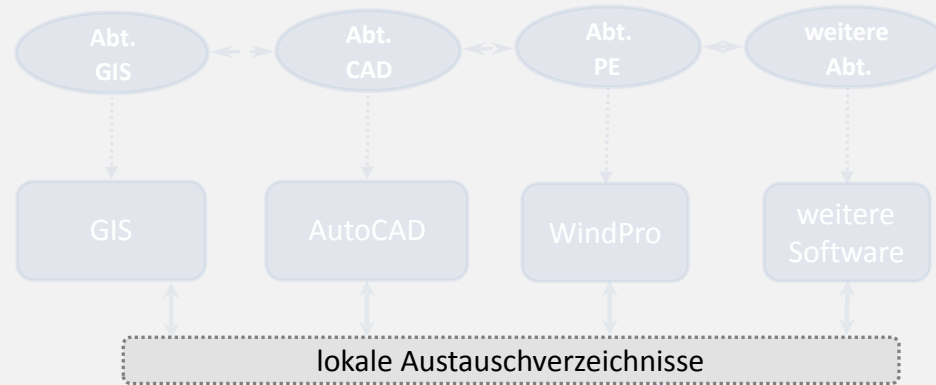 Abt.
GIS
Abt.
CAD
Abt.
PE
weitere
Abt.
GIS
AutoCAD
WindPro
weitere
Software
lokale Austauschverzeichnisse